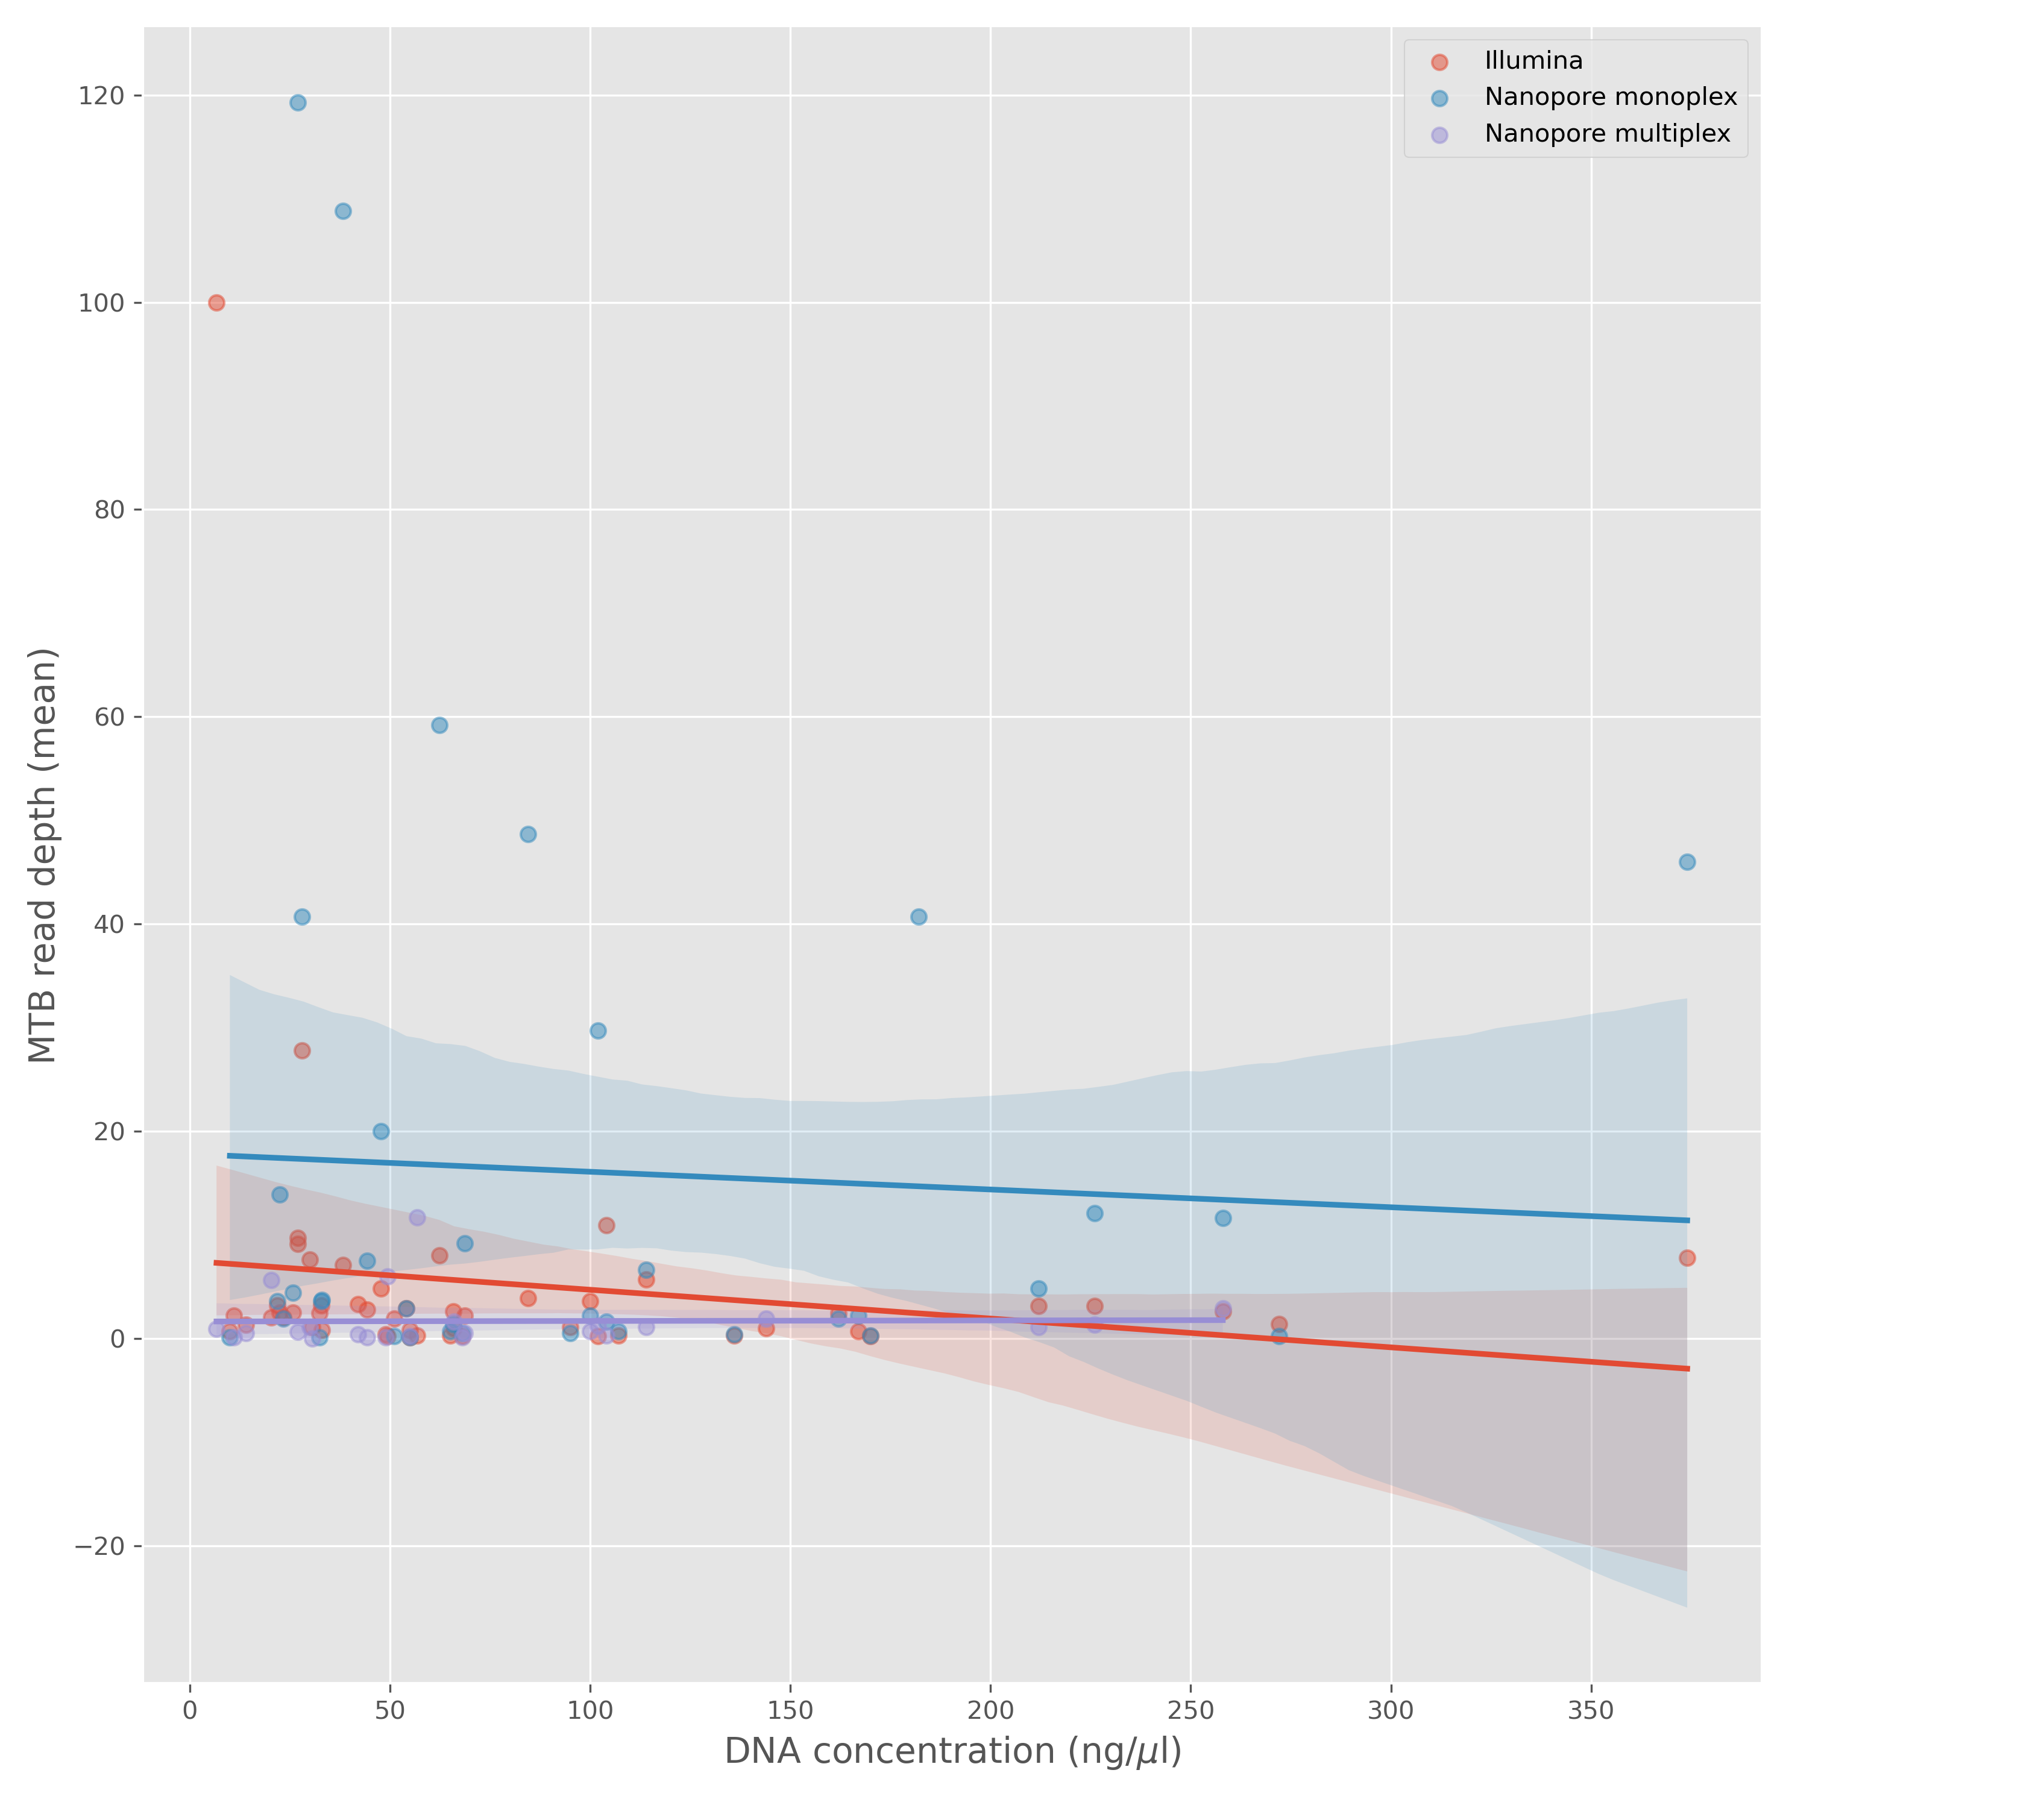 Illumina
Nanopore monoplex
Nanopore multiplex
MTB read depth (mean)
120
100
80
60
40
20
0
−20
0 50 100 150 200 250 300 350
DNA concentration (ng/μl)